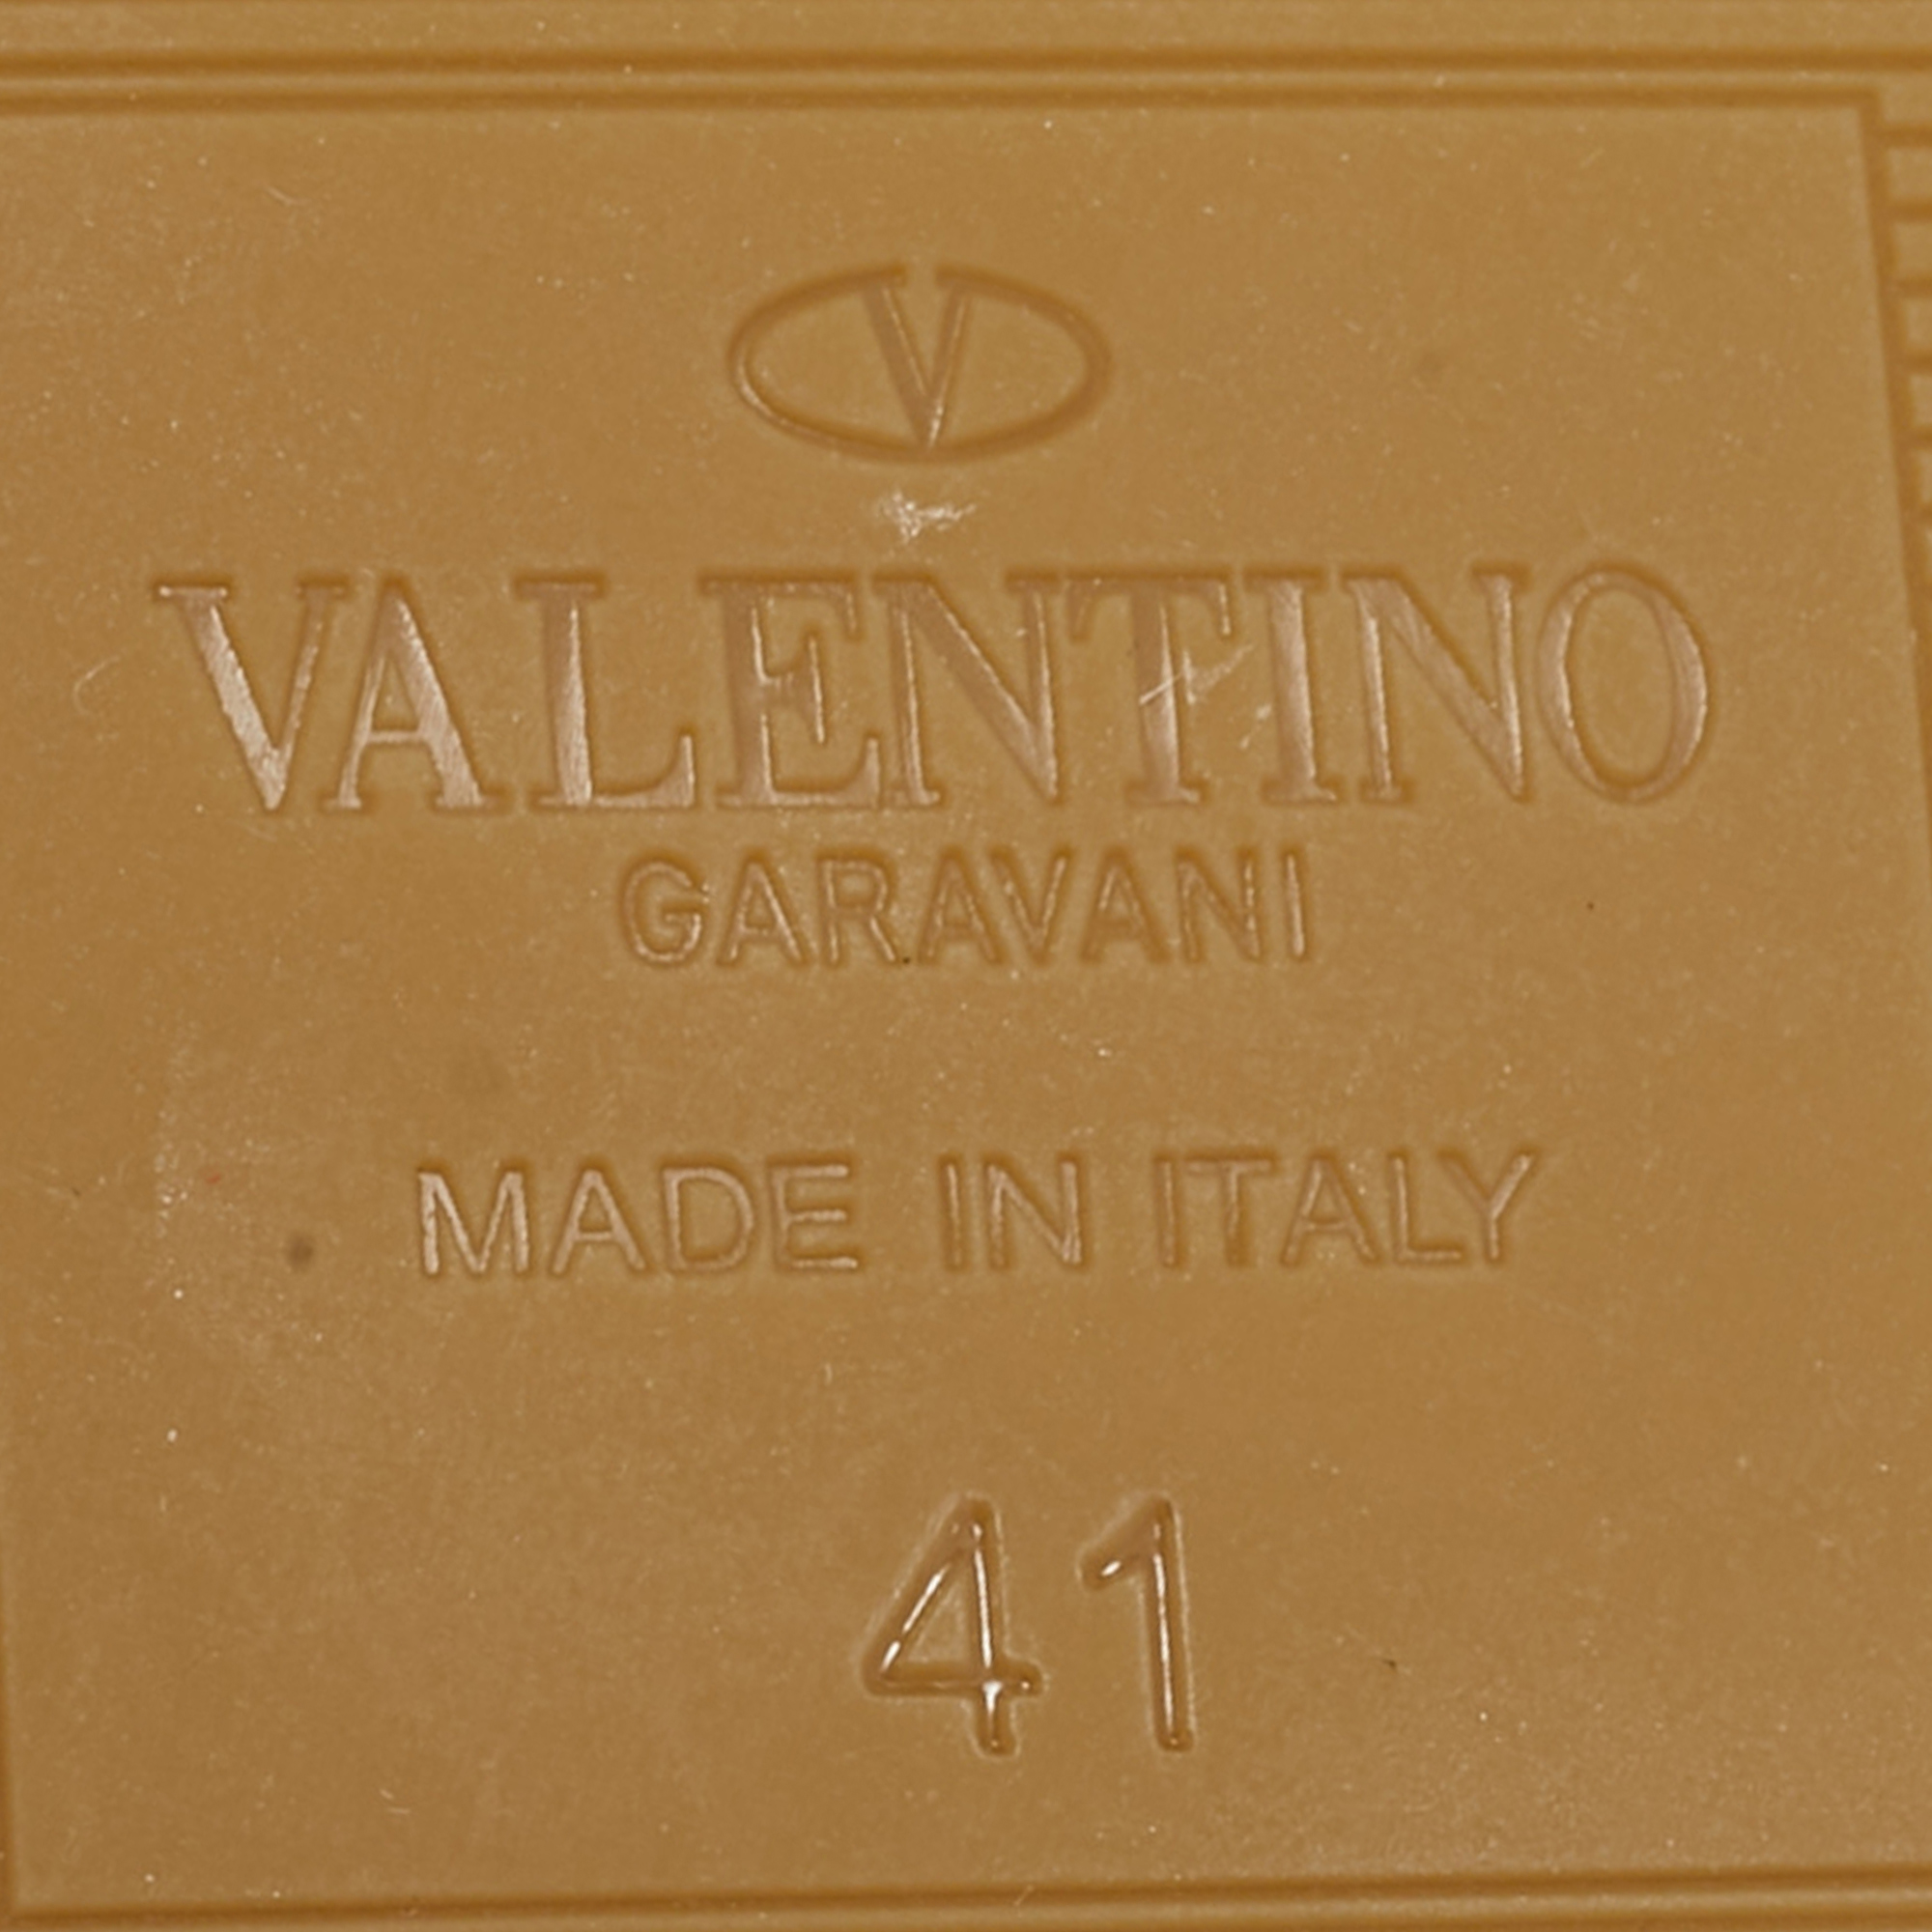 V
VALENTINO
GARAVANI
MADE IN ITALY
41